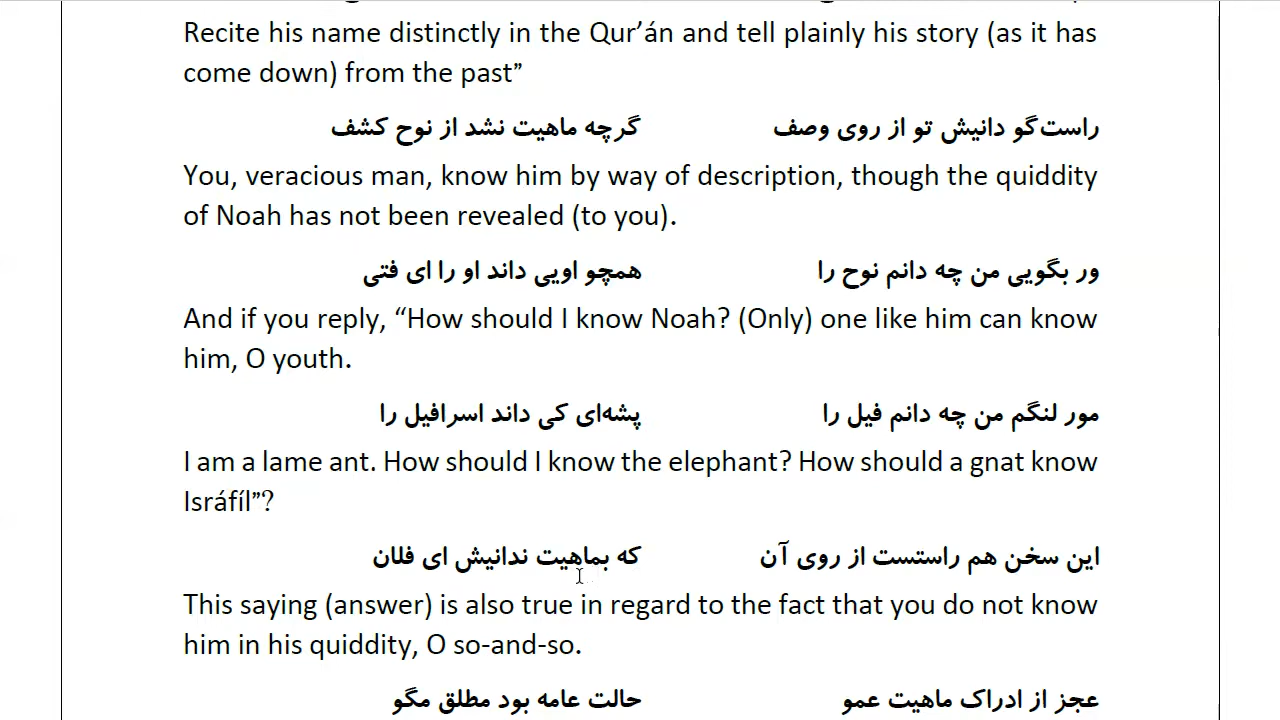 Recite his name distinctly in the Qur’án and tell plainly his story (as it has
come down) from the past”
راست‌گو دانیش تو از روی وصف گرچه ماهیت نشد از نوح کشف
You, veracious man, know him by way of description, though the quiddity
of Noah has not been revealed (to you).
ور بگویی من چه دانم نوح را همچو اویی داند او را ای فتی
And if you reply, “How should I know Noah? (Only) one like him can know
him, O youth.
مور لنگم من چه دانم فیل را پشه‌ای کی داند اسرافیل را
I am a lame ant. How should I know the elephant? How should a gnat know
Isráfíl”?
این سخن هم راستست از روی آن که بماهیت ندانیش ای فلان
This saying (answer) is also true in regard to the fact that you do not know
him in his quiddity, O so-and-so.
عجز از ادراک ماهیت عمو حالت عامه بود مطلق مگو